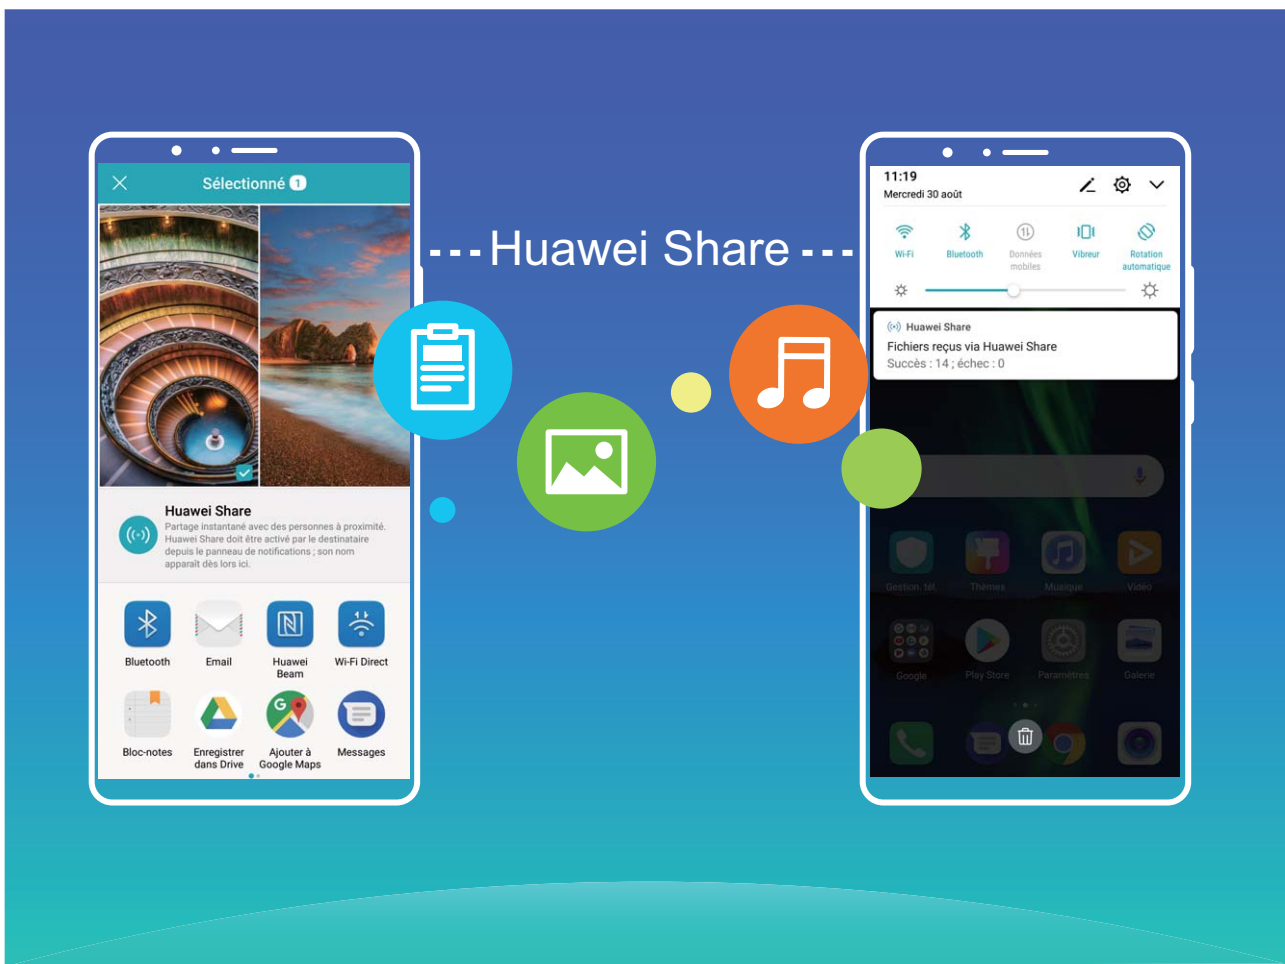 Sélectionné 1
Huawei Share
Partage instantané avec des personnes à proximité.
Huawei Share doit être activé par le destinataire
depuis le panneau de notifications ; son nom
apparaît dès lors ici.
Bluetooth
Email
Huawei
Beam
Wi-Fi Direct
Bloc-notes
Enregistrer
dans Drive
Ajouter à
Google Maps
Messages
Huawei Share
11:19
Mercredi 30 août
Wi-Fi
Bluetooth
Données
mobiles
Vibreur
Rotation
automatique
Huawei Share
Fichiers reçus via Huawei Share
Succès : 14 ; échec : 0
Gestion. tél.
Thèmes
Musique
Vidéo
Google
Play Store
Paramètres
Galerie